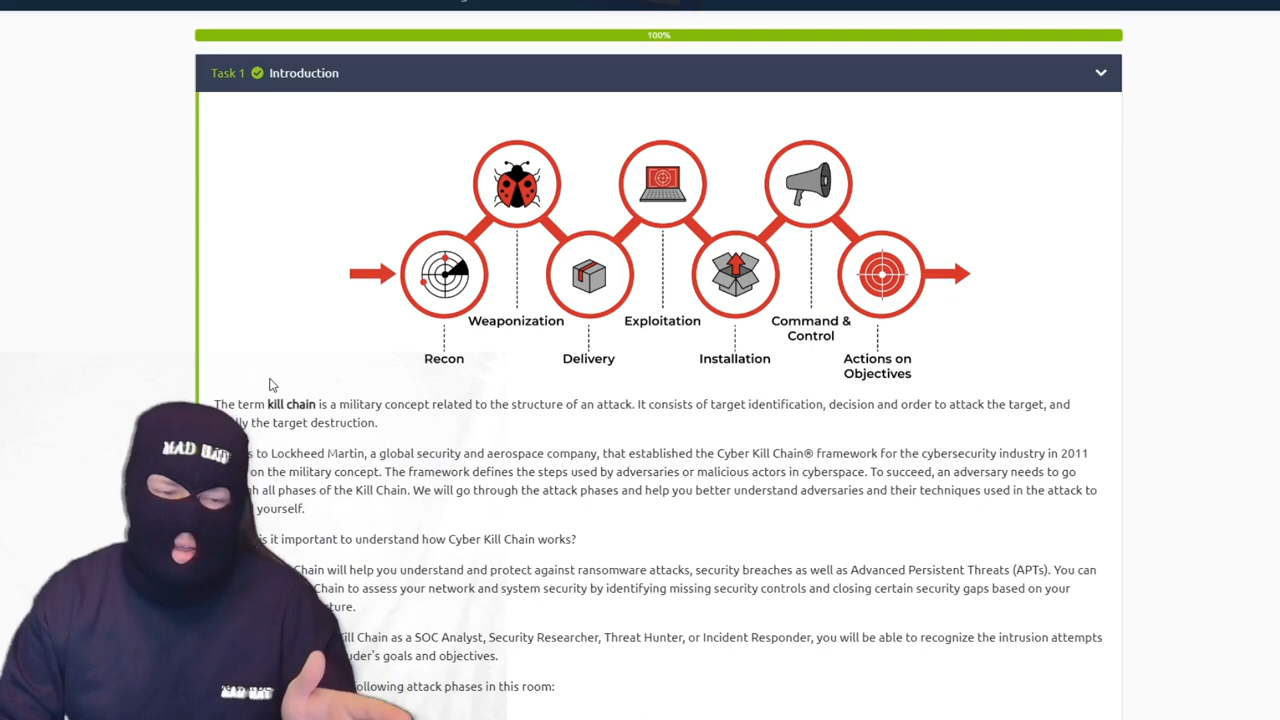 100%
Task 1 Introduction
Weaponization
Exploitation
Command &
Control
Recon
Delivery
Installation
Actions on
Objectives
The term kill chain is a military concept related to the structure of an attack. It consists of target identification, decision and order to attack the target, and
the target destruction.
to Lockheed Martin, a global security and aerospace company, that established the Cyber Kill Chain® framework for the cybersecurity industry in 2011
on the military concept. The framework defines the steps used by adversaries or malicious actors in cyberspace. To succeed, an adversary needs to go
all phases of the Kill Chain. We will go through the attack phases and help you better understand adversaries and their techniques used in the attack to
yourself.
is it important to understand how Cyber Kill Chain works?
Chain will help you understand and protect against ransomware attacks, security breaches as well as Advanced Persistent Threats (APTs). You can
Chain to assess your network and system security by identifying missing security controls and closing certain security gaps based on your
Kill Chain as a SOC Analyst, Security Researcher, Threat Hunter, or Incident Responder, you will be able to recognize the intrusion attempts
goals and objectives.
following attack phases in this room:
MAD HAT
MAD HAT